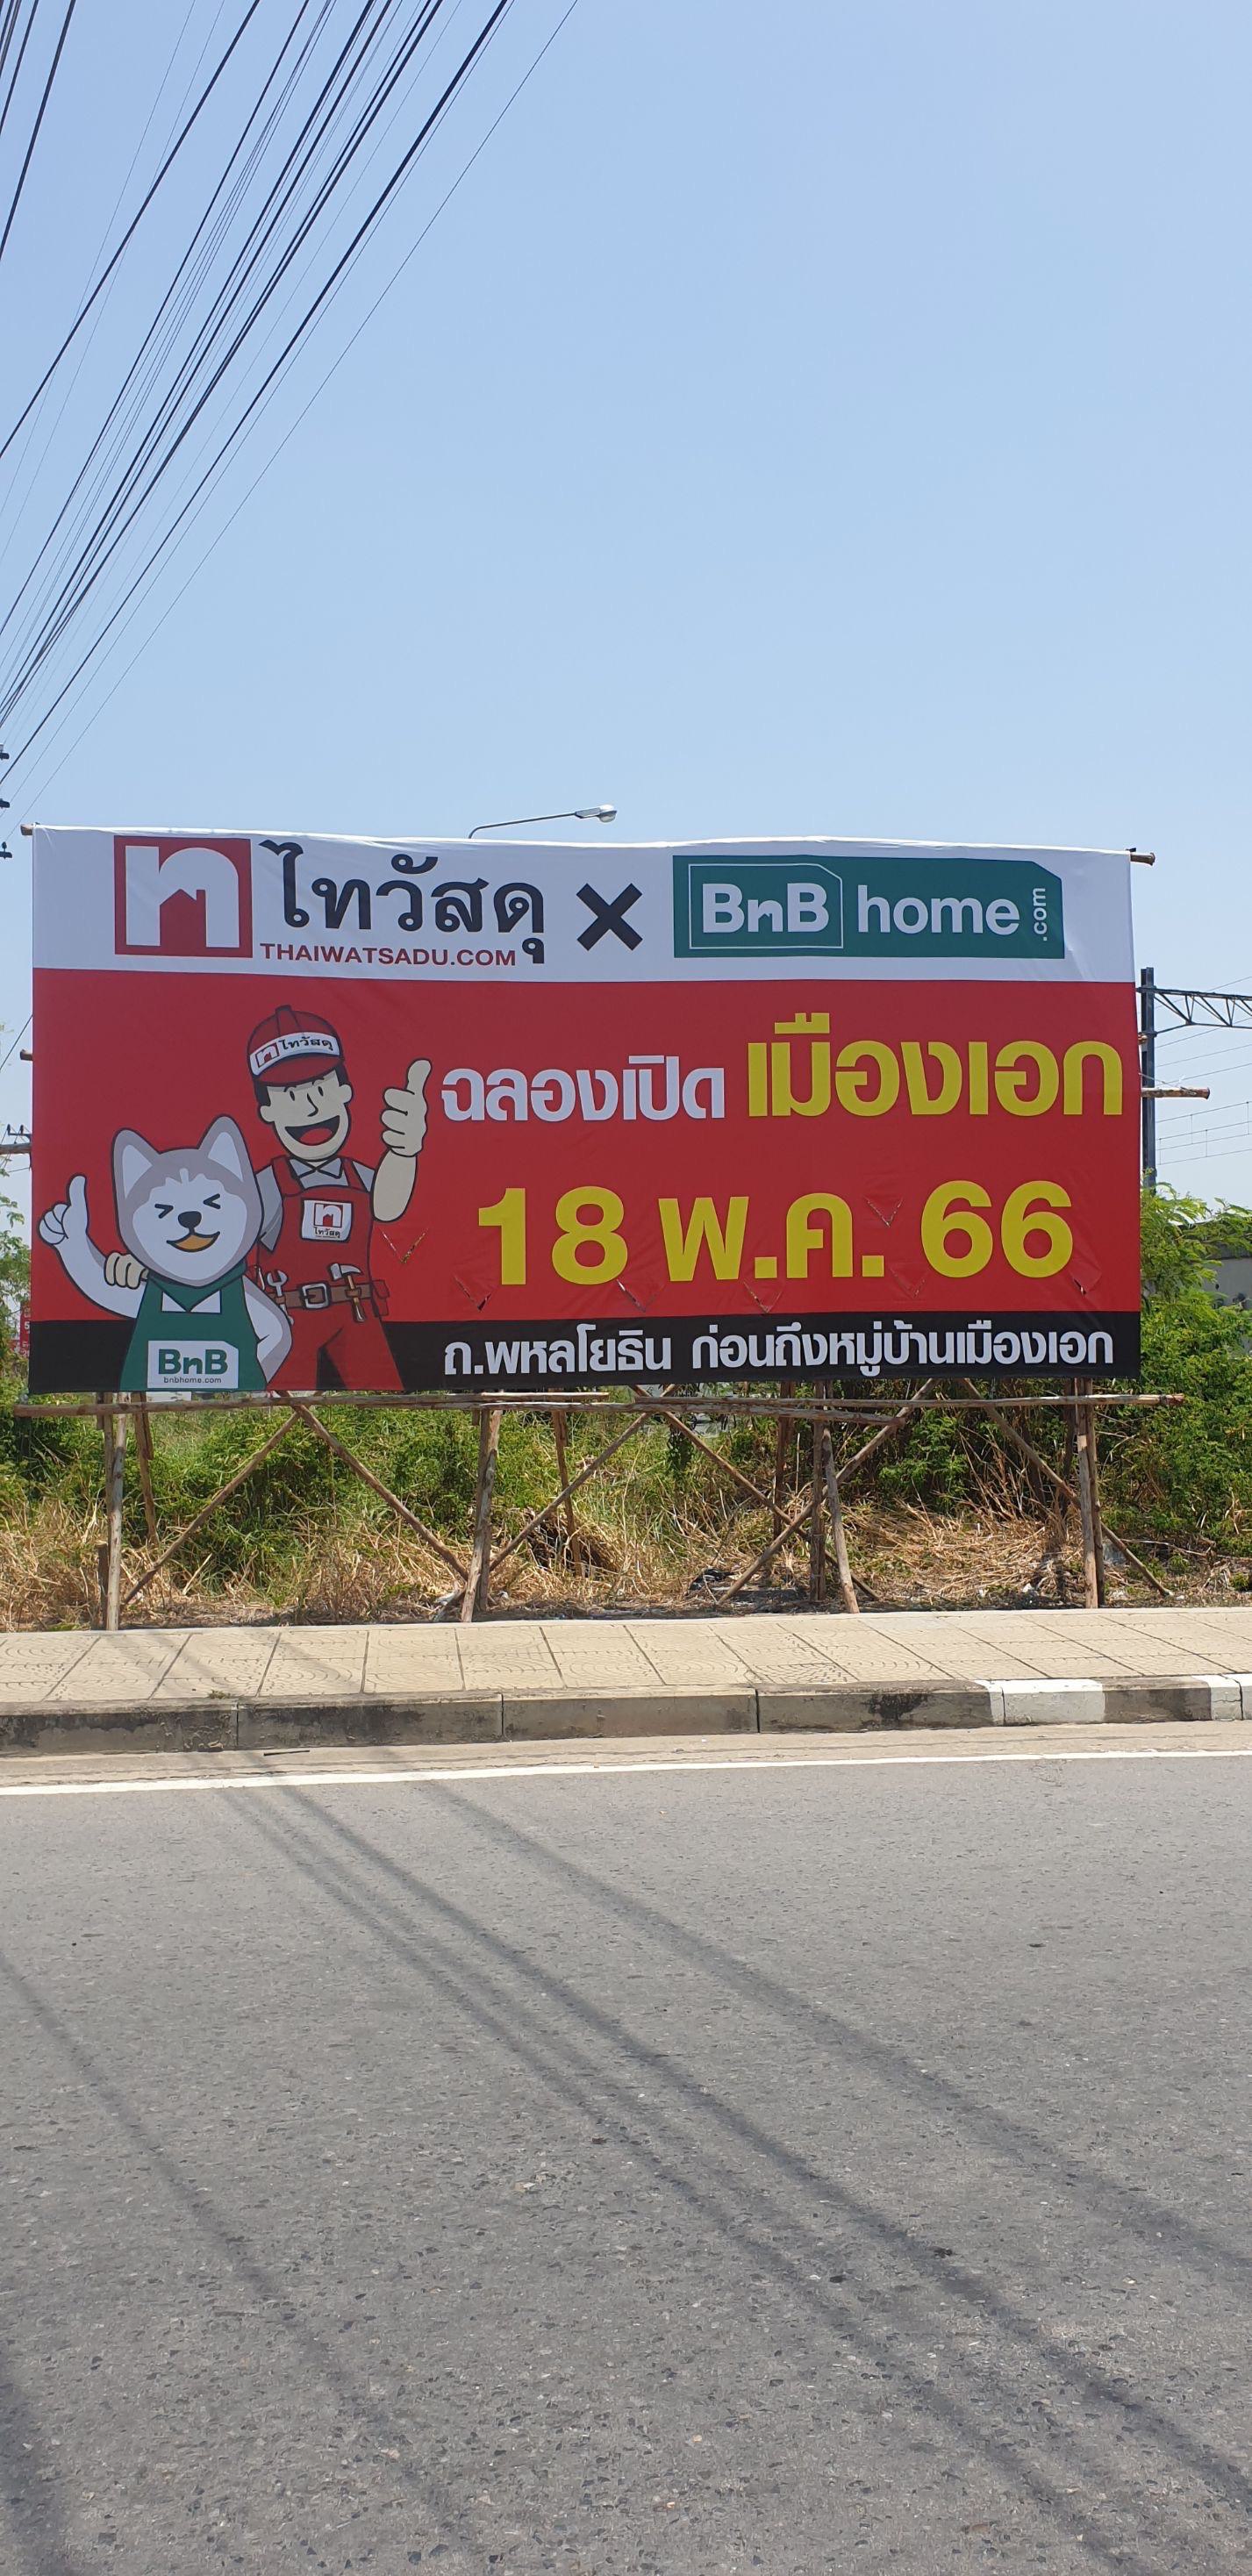 ไทวัสดุ × BnB home.com
THAIWATSADU.COM
ไทวัสดุ
ฉลองเปิด เมืองเอก
ไทวัสดุ
18 พ.ค. 66
BnB
bnbhome.com
ถ.พหลโยธิน ก่อนถึงหมู่บ้านเมืองเอก